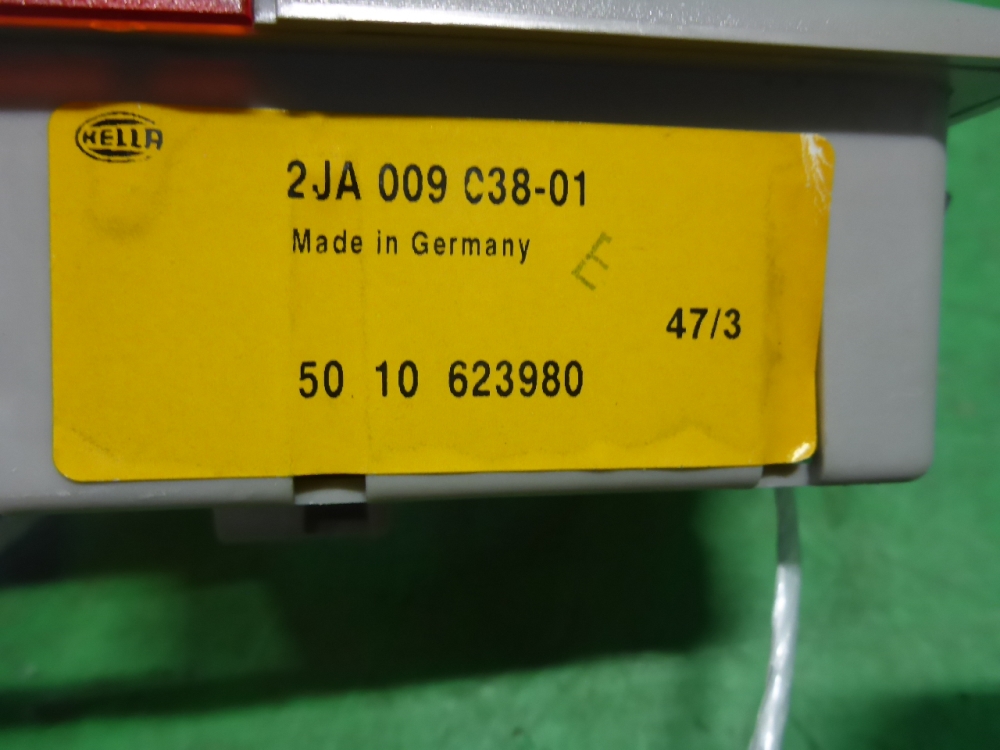 HELLA
2JA 009 C38-01
Made in Germany
E
47/3
50 10 623980